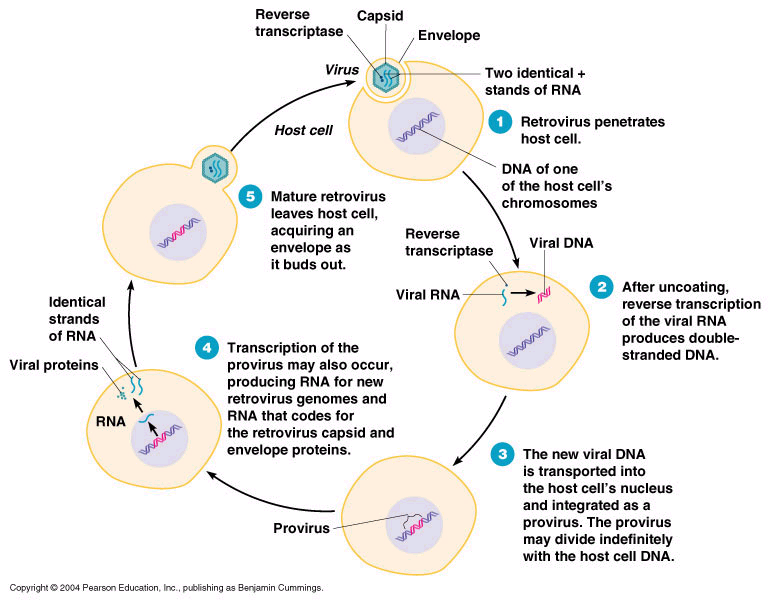 Reverse
transcriptase
Capsid
Envelope
Virus
Two identical +
stands of RNA
Host cell
1 Retrovirus penetrates
host cell.
DNA of one
of the host cell's
chromosomes
5 Mature retrovirus
leaves host cell,
acquiring an
envelope as
it buds out.
Reverse
transcriptase
Viral DNA
Viral RNA
2 After uncoating,
reverse transcription
of the viral RNA
produces double-
stranded DNA.
Identical
strands
of RNA
Viral proteins
RNA
4 Transcription of the
provirus may also occur,
producing RNA for new
retrovirus genomes and
RNA that codes for
the retrovirus capsid and
envelope proteins.
3 The new viral DNA
is transported into
the host cell's nucleus
and integrated as a
provirus. The provirus
may divide indefinitely
with the host cell DNA.
Provirus
Copyright © 2004 Pearson Education, Inc., publishing as Benjamin Cummings.